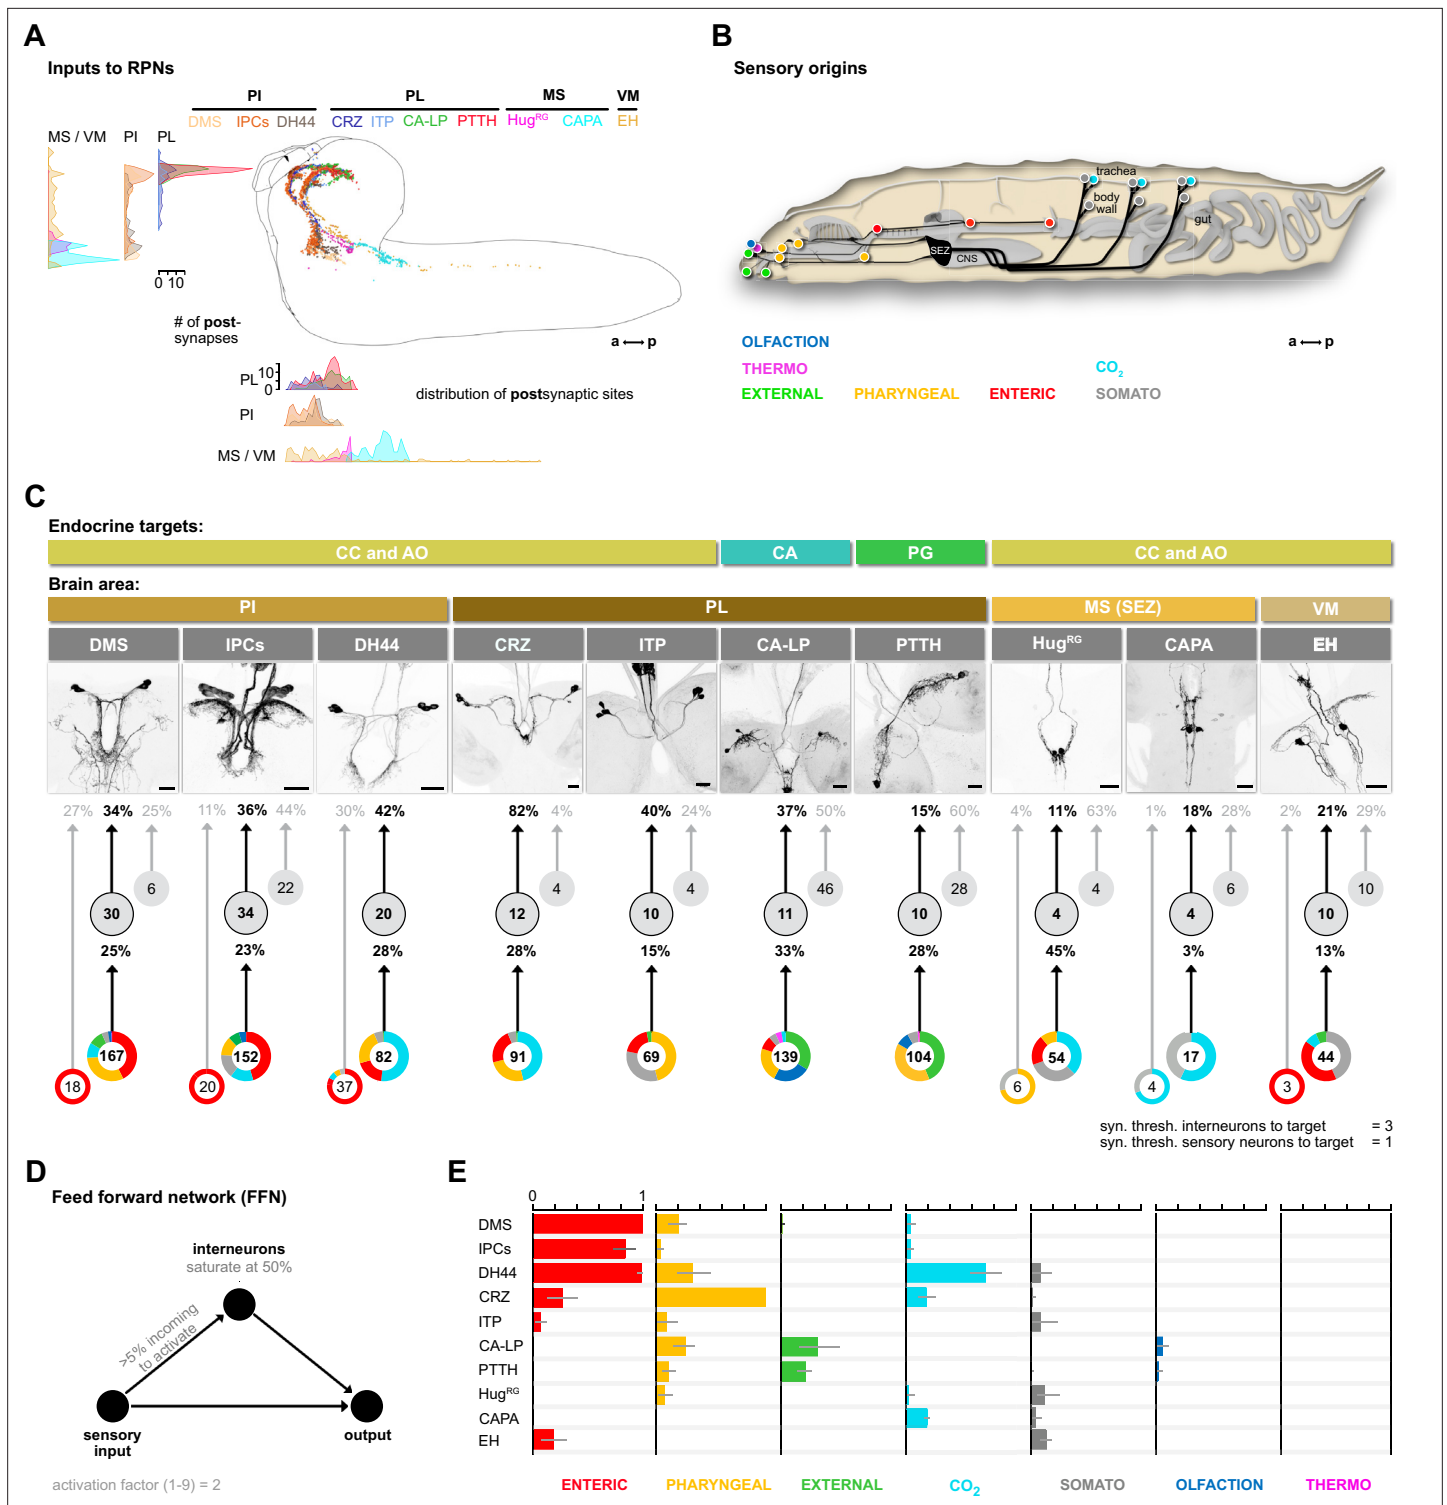 A
Inputs to RPNs
PI PL MS VM
DMS IPCs DH44 CRZ ITP CA-LP PTTH Hug^RG CAPA EH
MS / VM PI PL
0 10
# of post-
synapses
a ⟷ p
PL 10
0
distribution of postsynaptic sites
PI
MS / VM
B
Sensory origins
trachea
body
wall
gut
SEZ
CNS
a ⟷ p
OLFACTION
THERMO CO₂
EXTERNAL PHARYNGEAL ENTERIC SOMATO
C
Endocrine targets:
CC and AO CA PG CC and AO
Brain area:
PI PL MS (SEZ) VM
DMS IPCs DH44 CRZ ITP CA-LP PTTH Hug^RG CAPA EH
27% 34% 25% 11% 36% 44% 30% 42% 82% 4% 40% 24% 37% 50% 15% 60% 4% 11% 63% 1% 18% 28% 2% 21% 29%
6 22 4 4 46 28 4 6 10
30 34 20 12 10 11 10 4 4 10
25% 23% 28% 28% 15% 33% 28% 45% 3% 13%
167 152 82 91 69 139 104 54 17 44
18 20 37 6 4 3
syn. thresh. interneurons to target = 3
syn. thresh. sensory neurons to target = 1
D
Feed forward network (FFN)
interneurons
saturate at 50%
>5% incoming
to activate
sensory
input
output
activation factor (1-9) = 2
E
0 1
DMS
IPCs
DH44
CRZ
ITP
CA-LP
PTTH
Hug^RG
CAPA
EH
ENTERIC PHARYNGEAL EXTERNAL CO₂ SOMATO OLFACTION THERMO